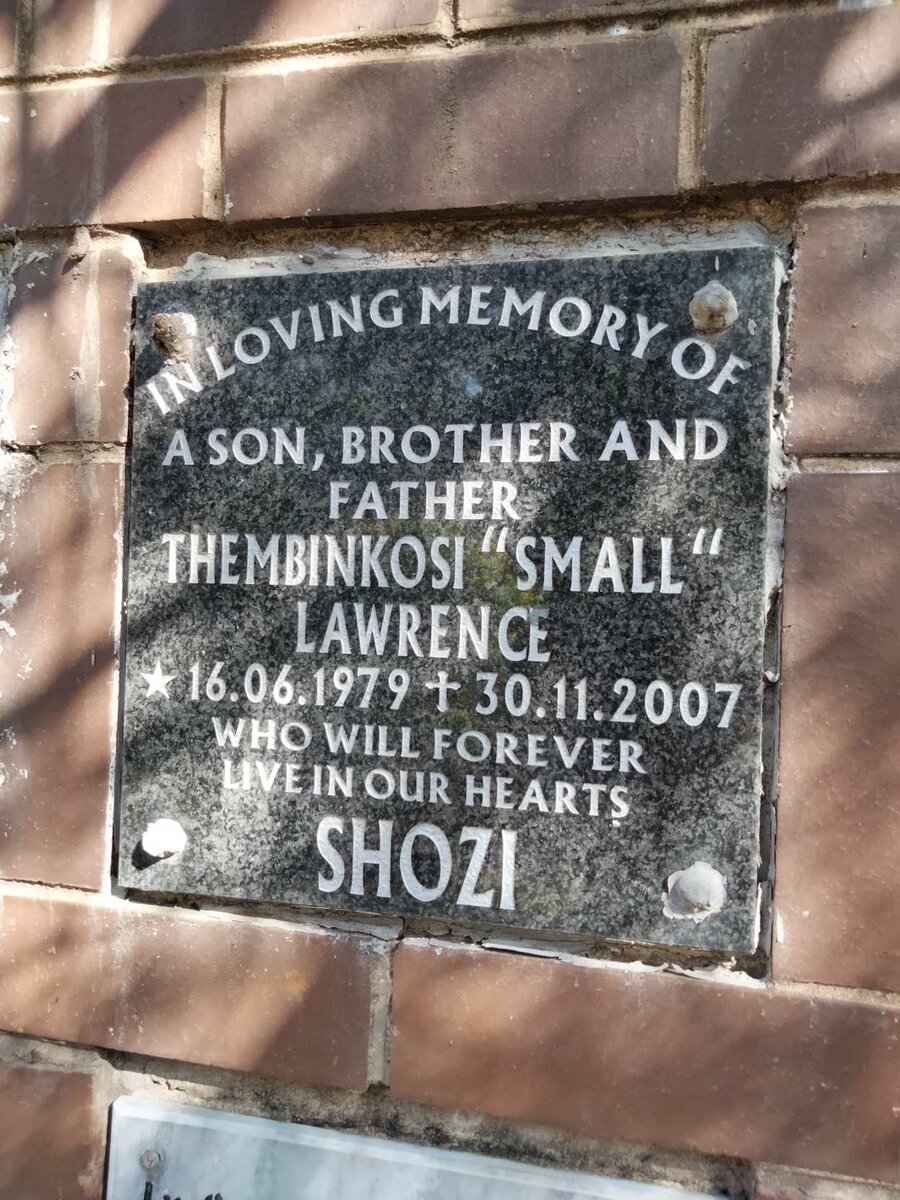 IN LOVING MEMORY OF
A SON, BROTHER AND
FATHER
THEMBINKOSI "SMALL"
LAWRENCE
★ 16.06.1979 ✝ 30.11.2007
WHO WILL FOREVER
LIVE IN OUR HEARTS
SHOZI